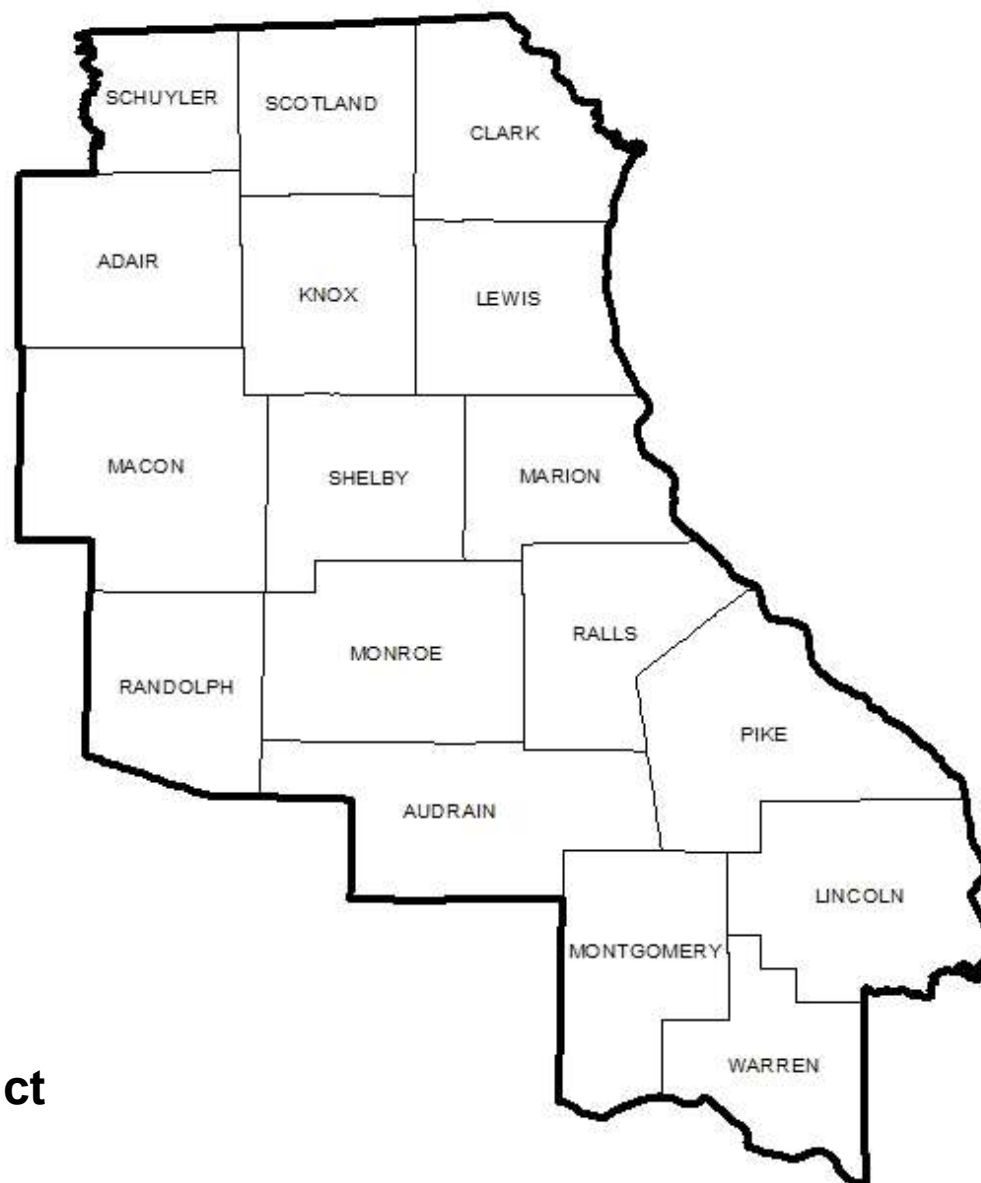 SCHUYLER
SCOTLAND
CLARK
ADAIR
KNOX
LEWIS
MACON
SHELBY
MARION
RALLS
MONROE
RANDOLPH
PIKE
AUDRAIN
LINCOLN
MONTGOMERY
WARREN
ct